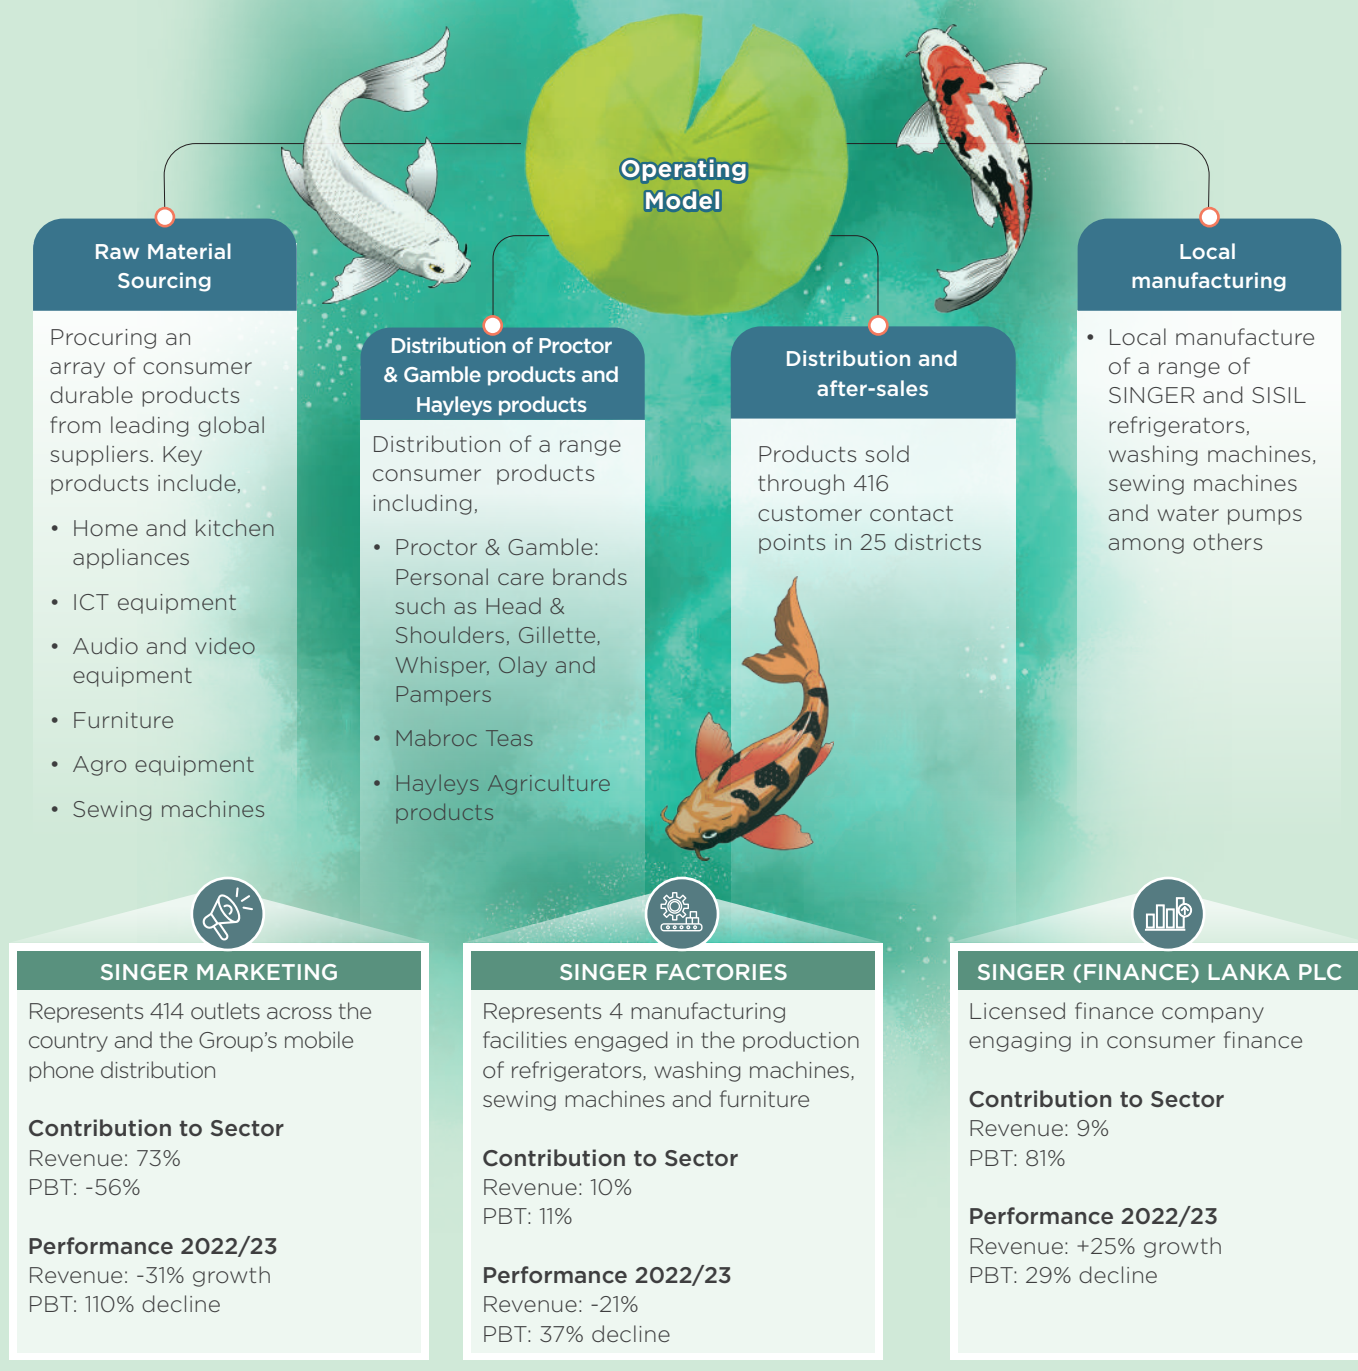 Operating
Model
Raw Material
Sourcing
Procuring an
array of consumer
durable products
from leading global
suppliers. Key
products include,
• Home and kitchen
appliances
• ICT equipment
• Audio and video
equipment
• Furniture
• Agro equipment
• Sewing machines
Distribution of Proctor
& Gamble products and
Hayleys products
Distribution of a range
consumer products
including,
• Proctor & Gamble:
Personal care brands
such as Head &
Shoulders, Gillette,
Whisper, Olay and
Pampers
• Mabroc Teas
• Hayleys Agriculture
products
Distribution and
after-sales
Products sold
through 416
customer contact
points in 25 districts
Local
manufacturing
• Local manufacture
of a range of
SINGER and SISIL
refrigerators,
washing machines,
sewing machines
and water pumps
among others
SINGER MARKETING
Represents 414 outlets across the
country and the Group's mobile
phone distribution
Contribution to Sector
Revenue: 73%
PBT: -56%
Performance 2022/23
Revenue: -31% growth
PBT: 110% decline
SINGER FACTORIES
Represents 4 manufacturing
facilities engaged in the production
of refrigerators, washing machines,
sewing machines and furniture
Contribution to Sector
Revenue: 10%
PBT: 11%
Performance 2022/23
Revenue: -21%
PBT: 37% decline
SINGER (FINANCE) LANKA PLC
Licensed finance company
engaging in consumer finance
Contribution to Sector
Revenue: 9%
PBT: 81%
Performance 2022/23
Revenue: +25% growth
PBT: 29% decline